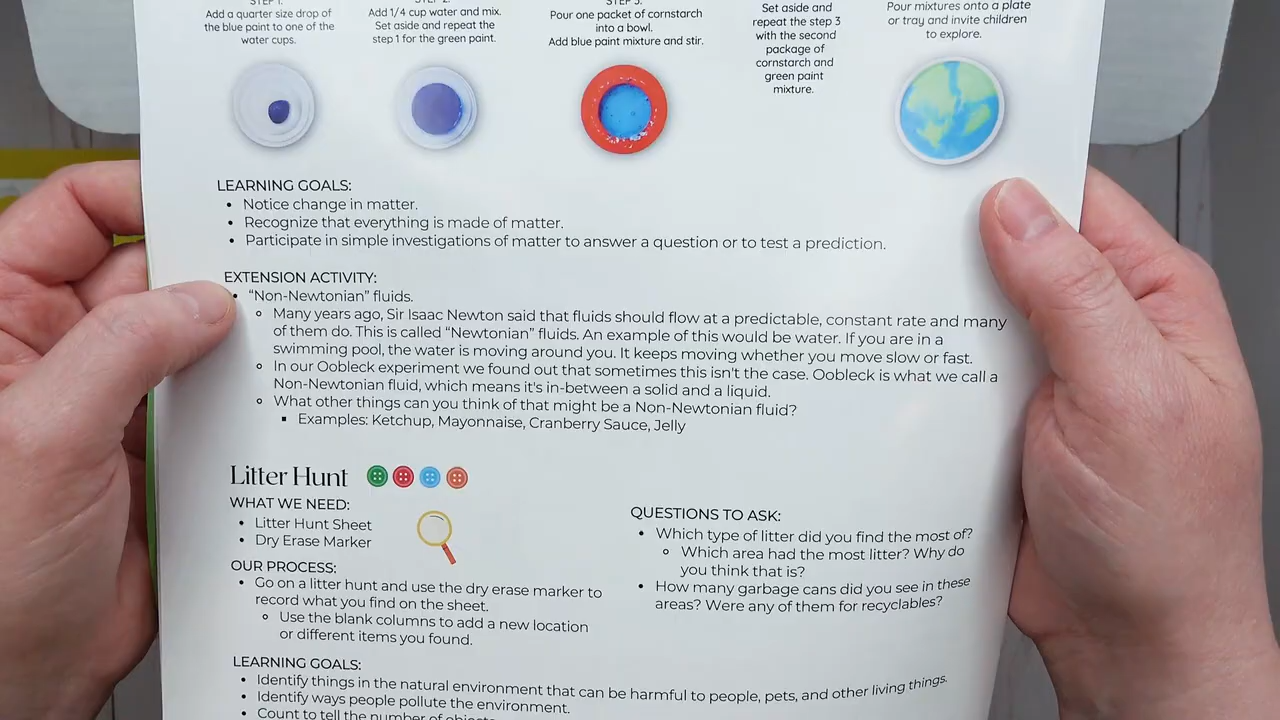 STEP 1:
Add a quarter size drop of
the blue paint to one of the
water cups.
STEP 2:
Add 1/4 cup water and mix.
Set aside and repeat the
step 1 for the green paint.
STEP 3:
Pour one packet of cornstarch
into a bowl.
Add blue paint mixture and stir.
Set aside and
repeat the step 3
with the second
package of
cornstarch and
green paint
mixture.
Pour mixtures onto a plate
or tray and invite children
to explore.
LEARNING GOALS:
• Notice change in matter.
• Recognize that everything is made of matter.
• Participate in simple investigations of matter to answer a question or to test a prediction.
EXTENSION ACTIVITY:
• “Non-Newtonian” fluids.
◦ Many years ago, Sir Isaac Newton said that fluids should flow at a predictable, constant rate and many
of them do. This is called “Newtonian” fluids. An example of this would be water. If you are in a
swimming pool, the water is moving around you. It keeps moving whether you move slow or fast.
◦ In our Oobleck experiment we found out that sometimes this isn't the case. Oobleck is what we call a
Non-Newtonian fluid, which means it's in-between a solid and a liquid.
◦ What other things can you think of that might be a Non-Newtonian fluid?
▪ Examples: Ketchup, Mayonnaise, Cranberry Sauce, Jelly
Litter Hunt
WHAT WE NEED:
• Litter Hunt Sheet
• Dry Erase Marker
OUR PROCESS:
• Go on a litter hunt and use the dry erase marker to
record what you find on the sheet.
◦ Use the blank columns to add a new location
or different items you found.
QUESTIONS TO ASK:
• Which type of litter did you find the most of?
◦ Which area had the most litter? Why do
you think that is?
• How many garbage cans did you see in these
areas? Were any of them for recyclables?
LEARNING GOALS:
• Identify things in the natural environment that can be harmful to people, pets, and other living things.
• Identify ways people pollute the environment.
• Count to tell the number of objects